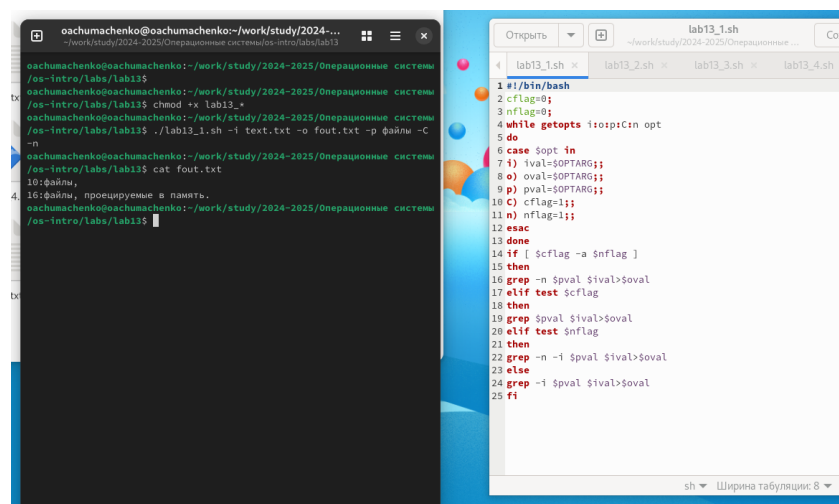 oachumachenko@oachumachenko:~/work/study/2024-...
~/work/study/2024-2025/Операционные системы/os-intro/labs/lab13
oachumachenko@oachumachenko:~/work/study/2024-2025/Операционные системы
/os-intro/labs/lab13$
oachumachenko@oachumachenko:~/work/study/2024-2025/Операционные системы
/os-intro/labs/lab13$ chmod +x lab13_*
oachumachenko@oachumachenko:~/work/study/2024-2025/Операционные системы
/os-intro/labs/lab13$ ./lab13_1.sh -i text.txt -o fout.txt -p файлы -C
-n
oachumachenko@oachumachenko:~/work/study/2024-2025/Операционные системы
/os-intro/labs/lab13$ cat fout.txt
10:файлы,
16:файлы, проецируемые в память.
oachumachenko@oachumachenko:~/work/study/2024-2025/Операционные системы
/os-intro/labs/lab13$
Открыть
lab13_1.sh
~/work/study/2024-2025/Операционные ...
Со
lab13_1.sh × lab13_2.sh × lab13_3.sh × lab13_4.sh
1 #!/bin/bash
2 cflag=0;
3 nflag=0;
4 while getopts i:o:p:C:n opt
5 do
6 case $opt in
7 i) ival=$OPTARG;;
8 o) oval=$OPTARG;;
9 p) pval=$OPTARG;;
10 C) cflag=1;;
11 n) nflag=1;;
12 esac
13 done
14 if [ $cflag -a $nflag ]
15 then
16 grep -n $pval $ival>$oval
17 elif test $cflag
18 then
19 grep $pval $ival>$oval
20 elif test $nflag
21 then
22 grep -n -i $pval $ival>$oval
23 else
24 grep -i $pval $ival>$oval
25 fi
sh Ширина табуляции: 8